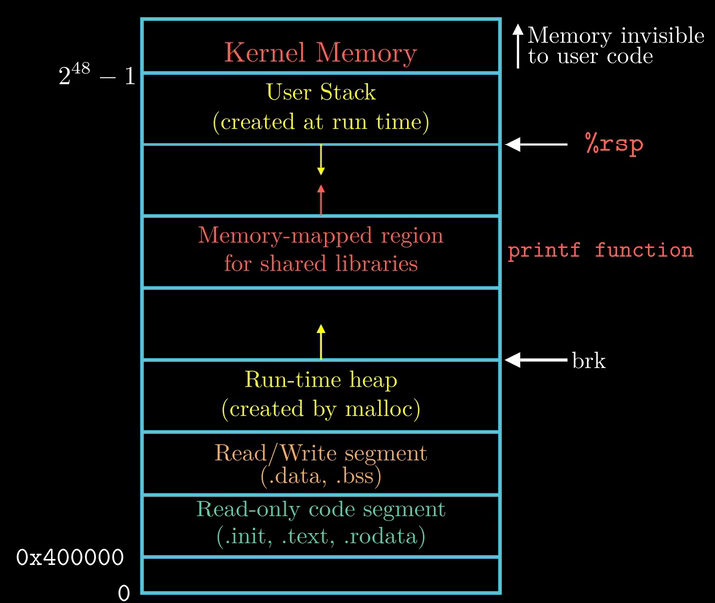 Kernel Memory
Memory invisible
to user code
2^48 − 1
User Stack
(created at run time)
%rsp
Memory-mapped region
for shared libraries
printf function
brk
Run-time heap
(created by malloc)
Read/Write segment
(.data, .bss)
Read-only code segment
(.init, .text, .rodata)
0x400000
0